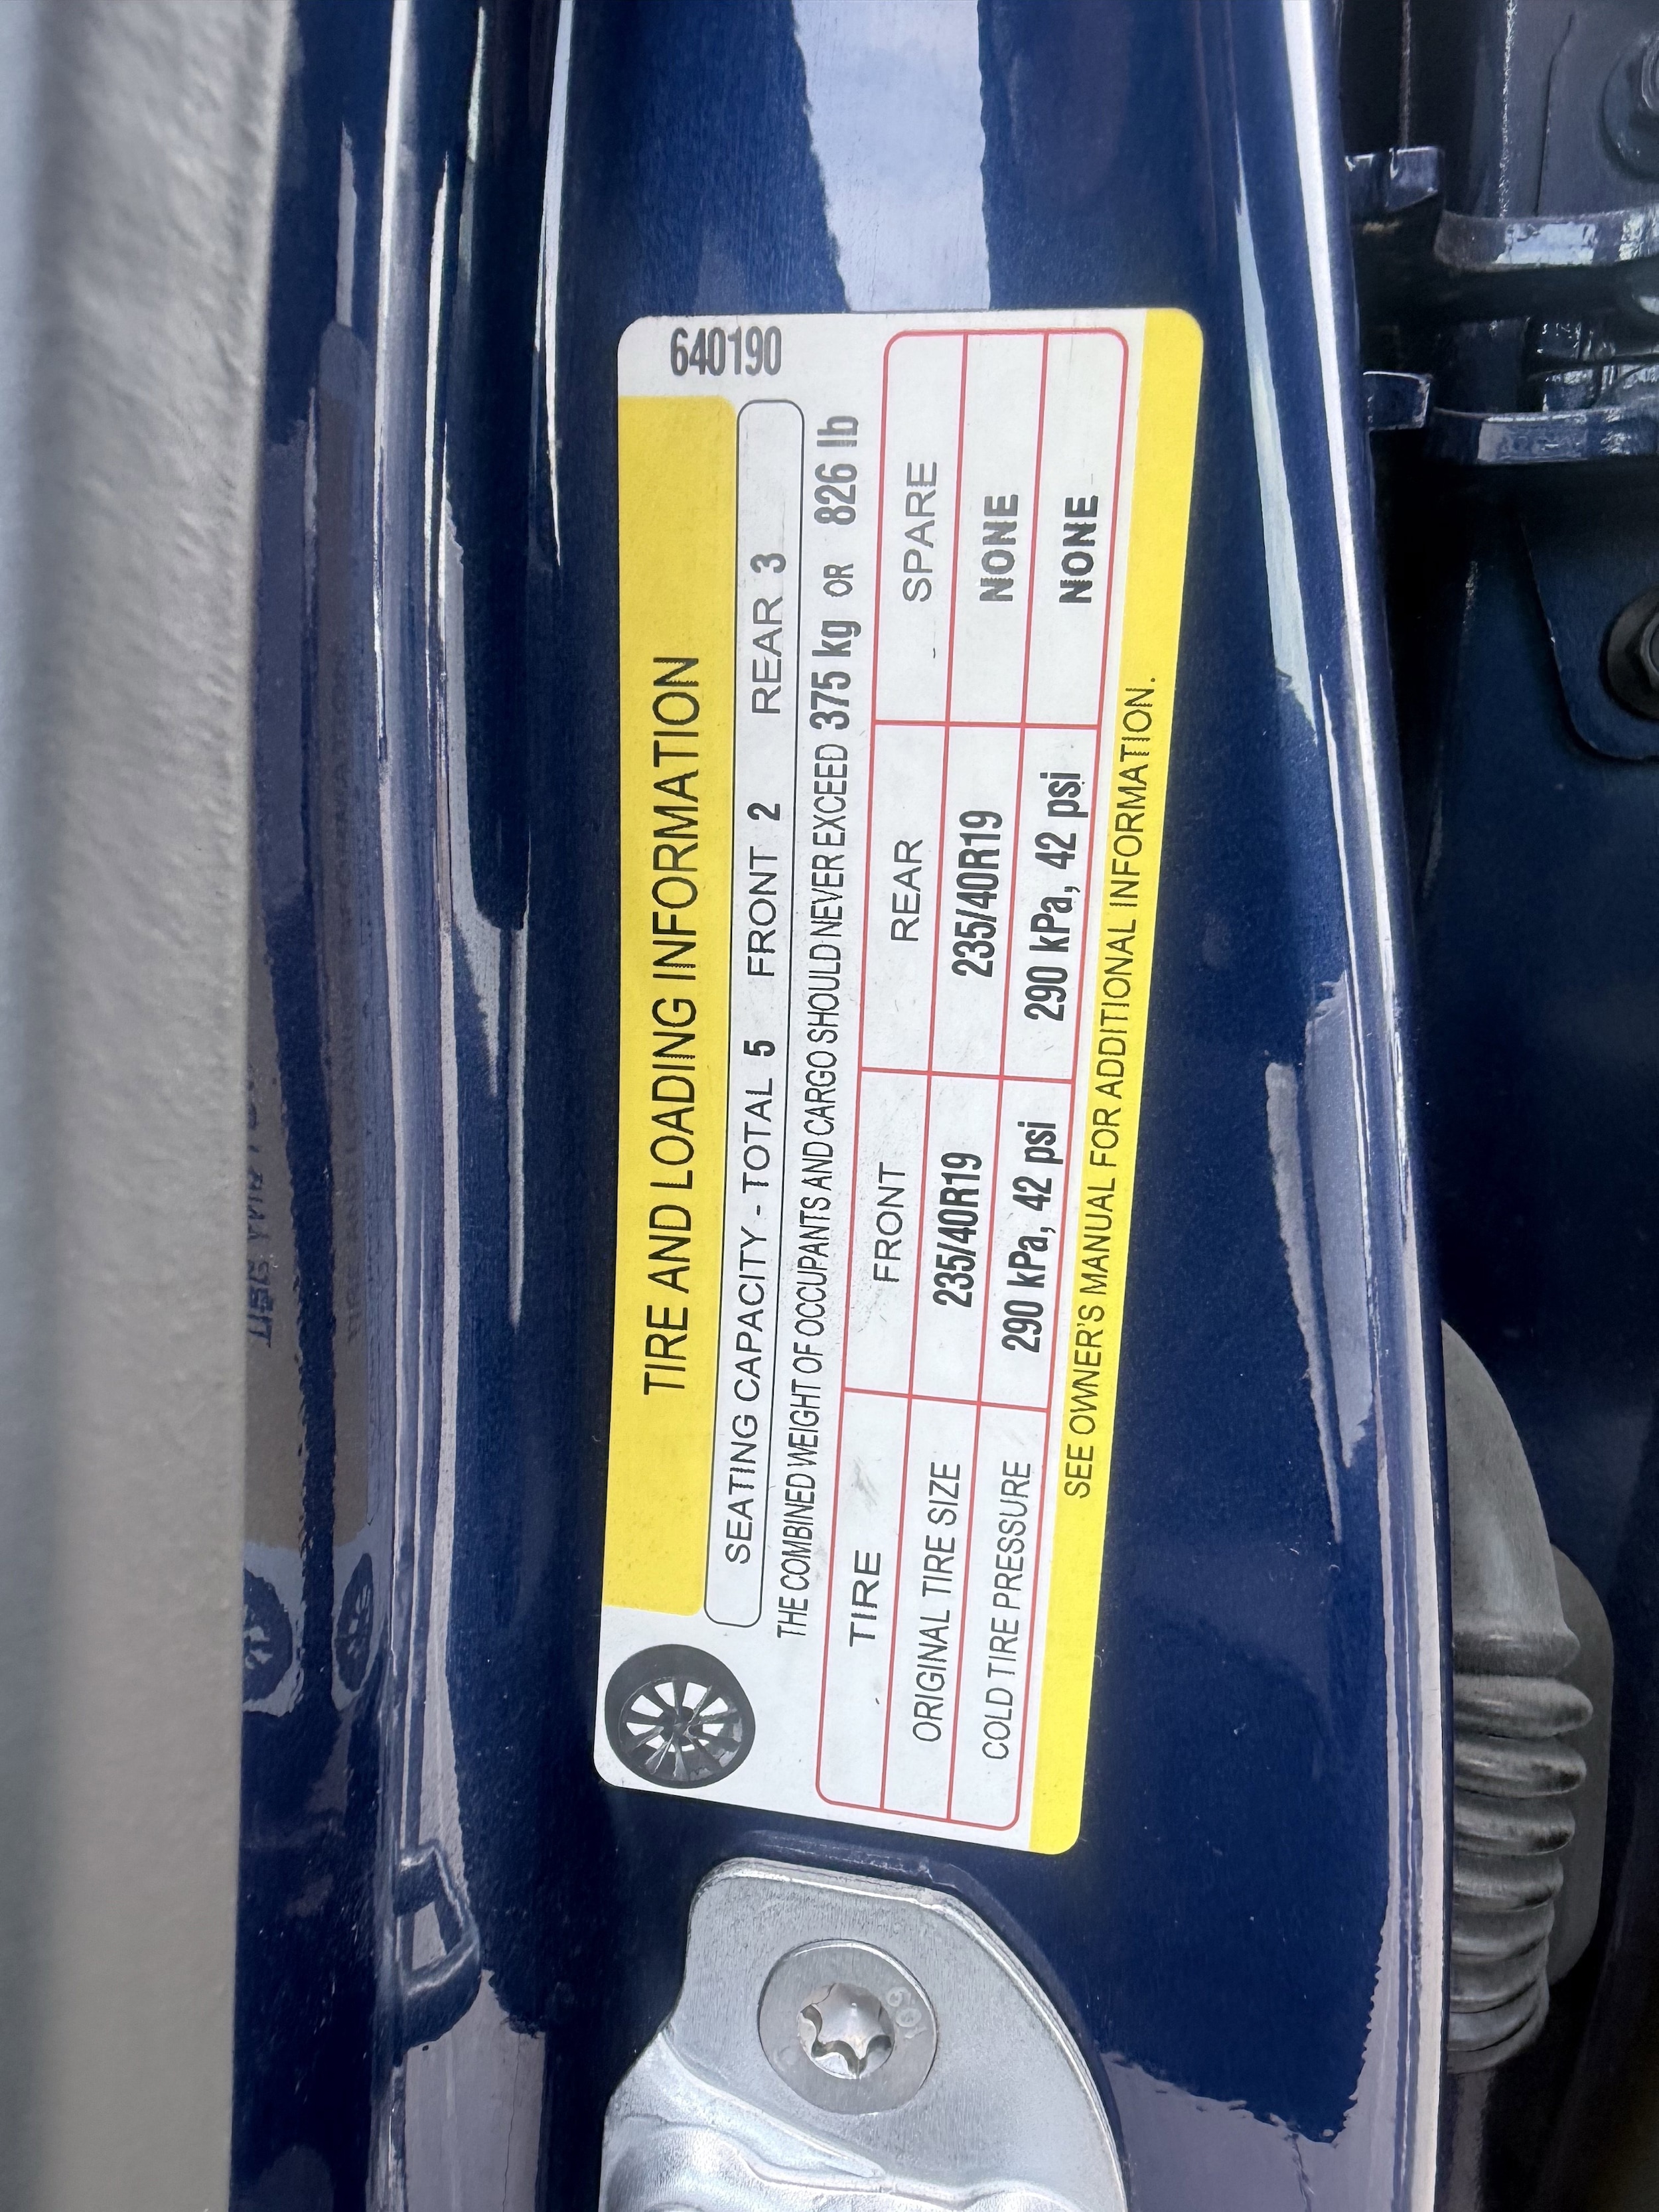 640190
TIRE AND LOADING INFORMATION
SEATING CAPACITY - TOTAL 5 FRONT 2 REAR 3
THE COMBINED WEIGHT OF OCCUPANTS AND CARGO SHOULD NEVER EXCEED 375 kg OR 826 lb
TIRE FRONT REAR SPARE
ORIGINAL TIRE SIZE 235/40R19 235/40R19 NONE
COLD TIRE PRESSURE 290 kPa, 42 psi 290 kPa, 42 psi NONE
SEE OWNER'S MANUAL FOR ADDITIONAL INFORMATION.